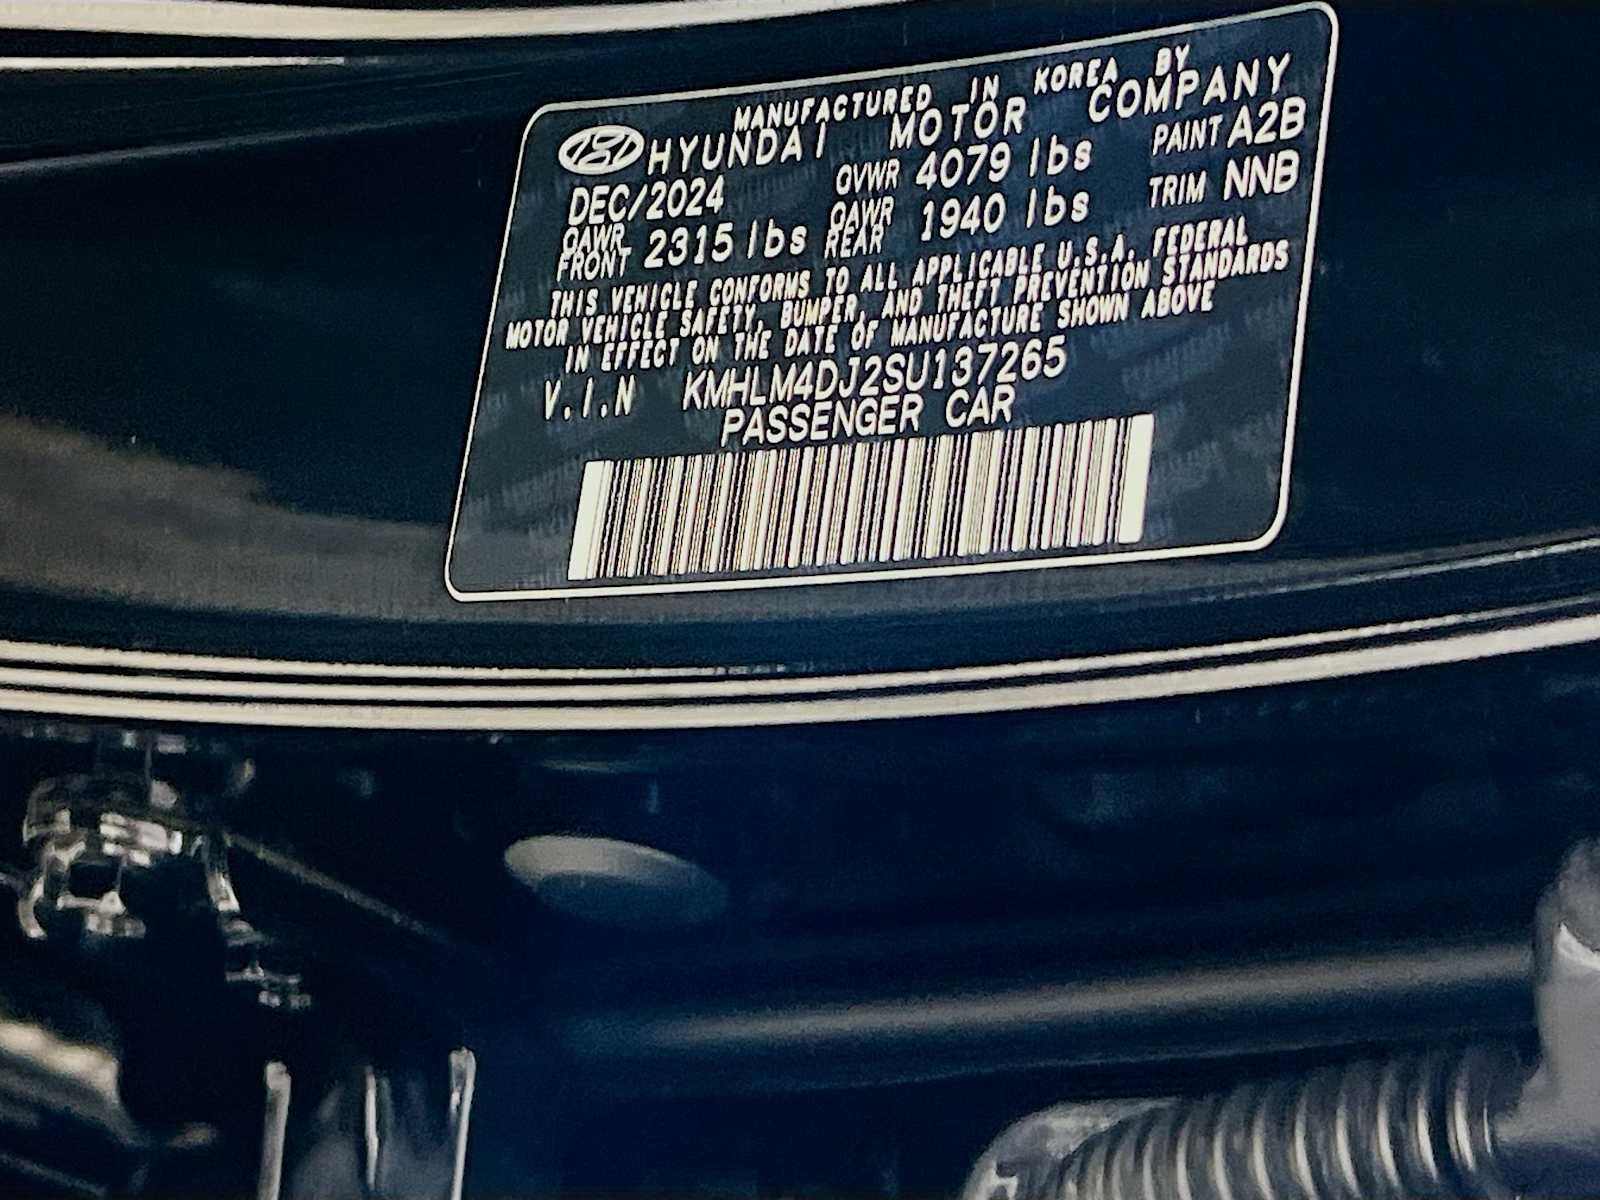 MANUFACTURED IN KOREA BY
HYUNDAI MOTOR COMPANY
DEC/2024 GVWR 4079 lbs PAINT A2B
GAWR FRONT 2315 lbs GAWR REAR 1940 lbs TRIM NNB
THIS VEHICLE CONFORMS TO ALL APPLICABLE U.S.A. FEDERAL
MOTOR VEHICLE SAFETY, BUMPER, AND THEFT PREVENTION STANDARDS
IN EFFECT ON THE DATE OF MANUFACTURE SHOWN ABOVE
V.I.N KMHLM4DJ2SU137265
PASSENGER CAR